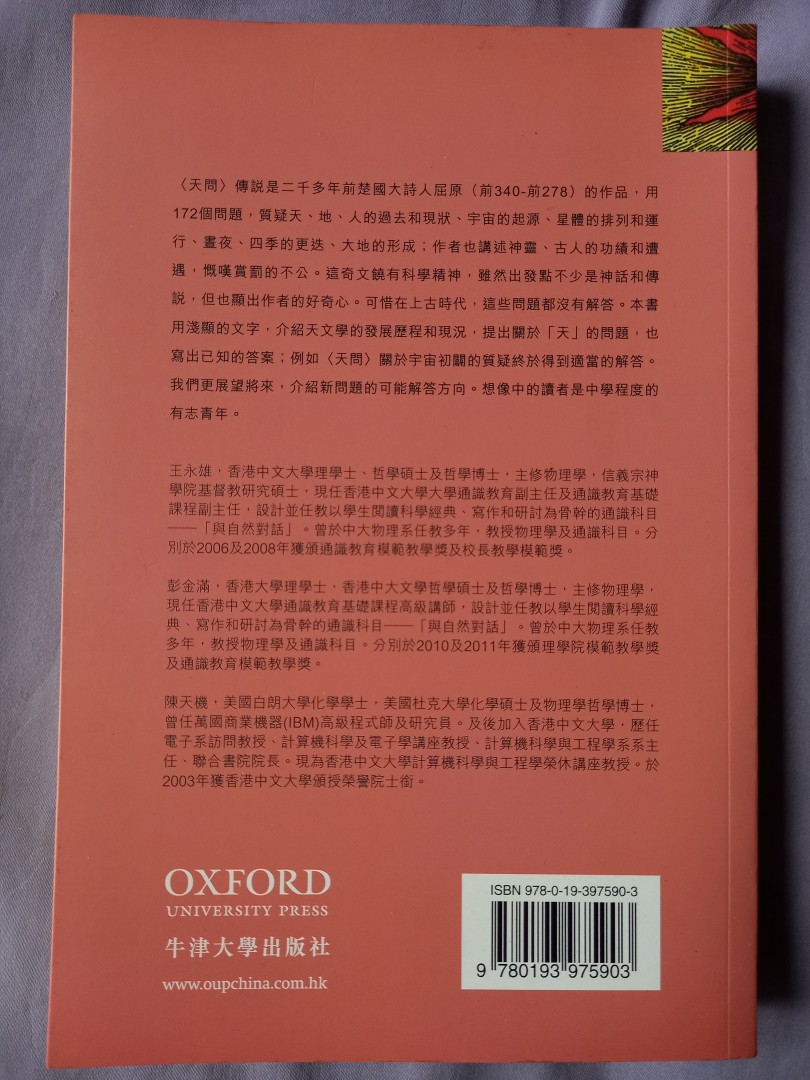 〈天問〉傳說是二千多年前楚國大詩人屈原（前340-前278）的作品，用
172個問題，質疑天、地、人的過去和現狀、宇宙的起源、星體的排列和運
行、晝夜、四季的更迭、大地的形成；作者也講述神靈、古人的功績和遭
遇，慨嘆賞罰的不公。這奇文饒有科學精神，雖然出發點不少是神話和傳
說，但也顯出作者的好奇心。可惜在上古時代，這些問題都沒有解答。本書
用淺顯的文字，介紹天文學的發展歷程和現況，提出關於「天」的問題，也
寫出已知的答案；例如〈天問〉關於宇宙初闢的質疑終於得到適當的解答。
我們更展望將來，介紹新問題的可能解答方向。想像中的讀者是中學程度的
有志青年。
王永雄，香港中文大學理學士、哲學碩士及哲學博士，主修物理學，信義宗神
學院基督教研究碩士，現任香港中文大學大學通識教育副主任及通識教育基礎
課程副主任，設計並任教以學生閱讀科學經典、寫作和研討為骨幹的通識科目
——「與自然對話」。曾於中大物理系任教多年，教授物理學及通識科目。分
別於2006及2008年獲頒通識教育模範教學獎及校長教學模範獎。
彭金滿，香港大學理學士，香港中大文學哲學碩士及哲學博士，主修物理學，
現任香港中文大學通識教育基礎課程高級講師，設計並任教以學生閱讀科學經
典、寫作和研討為骨幹的通識科目——「與自然對話」。曾於中大物理系任教
多年，教授物理學及通識科目。分別於2010及2011年獲頒理學院模範教學獎
及通識教育模範教學獎。
陳天機，美國白朗大學化學學士，美國杜克大學化學碩士及物理學哲學博士，
曾任萬國商業機器(IBM)高級程式師及研究員。及後加入香港中文大學，歷任
電子系訪問教授、計算機科學及電子學講座教授、計算機科學與工程學系系主
任、聯合書院院長。現為香港中文大學計算機科學與工程學榮休講座教授。於
2003年獲香港中文大學頒授榮譽院士銜。
OXFORD
UNIVERSITY PRESS
牛津大學出版社
www.oupchina.com.hk
ISBN 978-0-19-397590-3
9 780193 975903